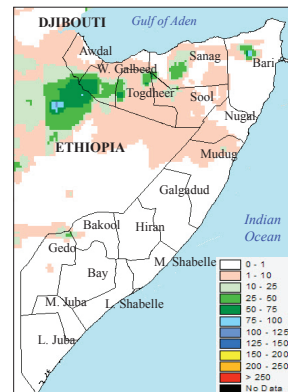 DJIBOUTI
Gulf of Aden
Awdal
Sanag
W. Galbeed
Bari
Togdheer
Sool
Nugal
ETHIOPIA
Mudug
Galgadud
Bakool
Hiran
Indian
Ocean
Gedo
Bay
M. Shabelle
M. Juba
L. Shabelle
L. Juba
0 - 1
1 - 10
10 - 25
25 - 50
50 - 75
75 - 100
100 - 125
125 - 150
150 - 200
200 - 250
> 250
No Data